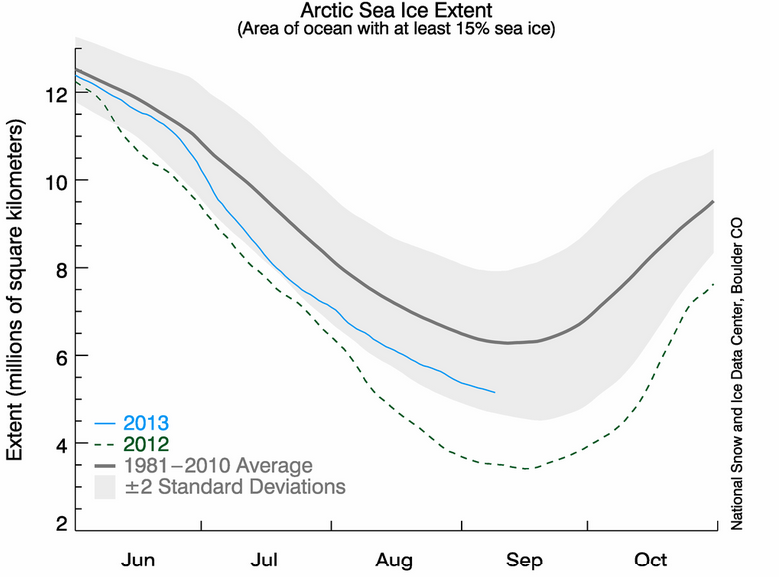 Arctic Sea Ice Extent
(Area of ocean with at least 15% sea ice)
Extent (millions of square kilometers)
12
10
8
6
4
2
2013
2012
1981–2010 Average
±2 Standard Deviations
Jun Jul Aug Sep Oct
National Snow and Ice Data Center, Boulder CO